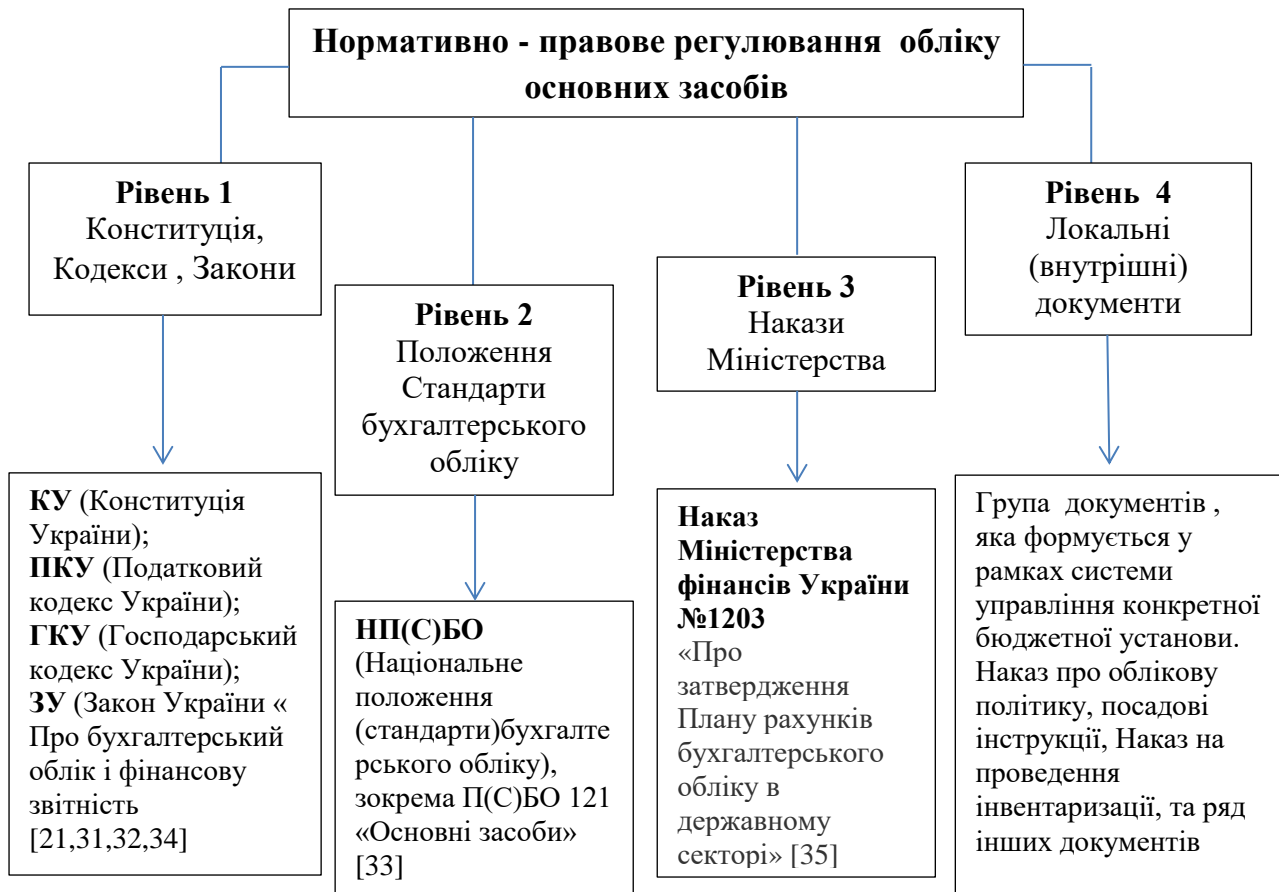 Нормативно - правове регулювання обліку
основних засобів
Рівень 1
Конституція,
Кодекси , Закони
Рівень 2
Положення
Стандарти
бухгалтерського
обліку
Рівень 3
Накази
Міністерства
Рівень 4
Локальні
(внутрішні)
документи
КУ (Конституція
України);
ПКУ (Податковий
кодекс України);
ГКУ (Господарський
кодекс України);
ЗУ (Закон України «
Про бухгалтерський
облік і фінансову
звітність
[21,31,32,34]
НП(С)БО
(Національне
положення
(стандарти)бухгалте
рського обліку),
зокрема П(С)БО 121
«Основні засоби»
[33]
Наказ
Міністерства
фінансів України
№1203
«Про
затвердження
Плану рахунків
бухгалтерського
обліку в
державному
секторі» [35]
Група документів ,
яка формується у
рамках системи
управління конкретної
бюджетної установи.
Наказ про облікову
політику, посадові
інструкції, Наказ на
проведення
інвентаризації, та ряд
інших документів